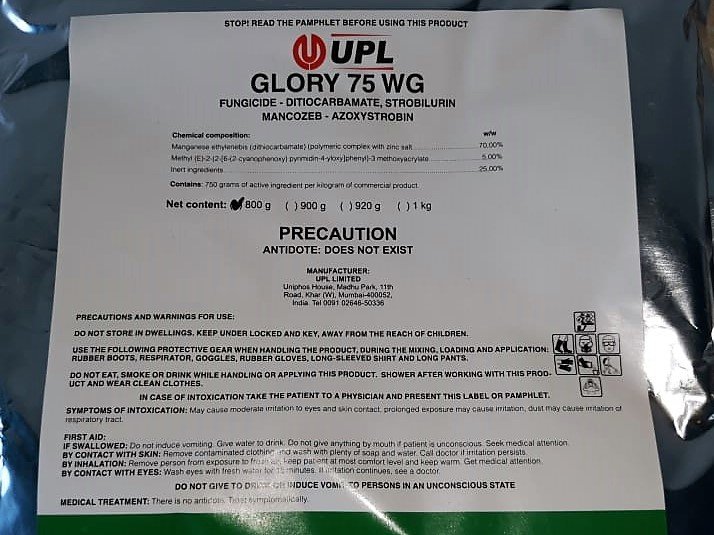 STOP! READ THE PAMPHLET BEFORE USING THIS PRODUCT
UPL
GLORY 75 WG
FUNGICIDE - DITIOCARBAMATE, STROBILURIN
MANCOZEB - AZOXYSTROBIN
Chemical composition: w/w
Manganese ethylenebis (dithiocarbamate) (polymeric complex with zinc salt 70,00%
Methyl (E)-2-{2-[6-(2-cyanophenoxy) pyrimidin-4-yloxy]phenyl}-3 methoxyacrylate 5,00%
Inert ingredients 25,00%
Contains: 750 grams of active ingredient per kilogram of commercial product.
Net content: 800 g ( ) 900 g ( ) 920 g ( ) 1 kg
PRECAUTION
ANTIDOTE: DOES NOT EXIST
MANUFACTURER:
UPL LIMITED
Uniphos House, Madhu Park, 11th
Road, Khar (W), Mumbai-400052,
India. Tel 0091 02646-50336
PRECAUTIONS AND WARNINGS FOR USE:
DO NOT STORE IN DWELLINGS. KEEP UNDER LOCKED AND KEY, AWAY FROM THE REACH OF CHILDREN.
USE THE FOLLOWING PROTECTIVE GEAR WHEN HANDLING THE PRODUCT, DURING THE MIXING, LOADING AND APPLICATION:
RUBBER BOOTS, RESPIRATOR, GOGGLES, RUBBER GLOVES, LONG-SLEEVED SHIRT AND LONG PANTS.
DO NOT EAT, SMOKE OR DRINK WHILE HANDLING OR APPLYING THIS PRODUCT. SHOWER AFTER WORKING WITH THIS PROD-
UCT AND WEAR CLEAN CLOTHES.
IN CASE OF INTOXICATION TAKE THE PATIENT TO A PHYSICIAN AND PRESENT THIS LABEL OR PAMPHLET.
SYMPTOMS OF INTOXICATION: May cause moderate irritation to eyes and skin contact, prolonged exposure may cause irritation, dust may cause irritation of
respiratory tract.
FIRST AID:
IF SWALLOWED: Do not induce vomiting. Give water to drink. Do not give anything by mouth if patient is unconscious. Seek medical attention.
BY CONTACT WITH SKIN: Remove contaminated clothing and wash with plenty of soap and water. Call doctor if irritation persists.
BY INHALATION: Remove person from exposure to fresh air, keep patient at most comfort level and keep warm. Get medical attention.
BY CONTACT WITH EYES: Wash eyes with fresh water for 15 minutes. If irritation continues, see a doctor.
DO NOT GIVE TO DRINK OR INDUCE VOMIT TO PERSONS IN AN UNCONSCIOUS STATE
MEDICAL TREATMENT: There is no antidote. Treat symptomatically.